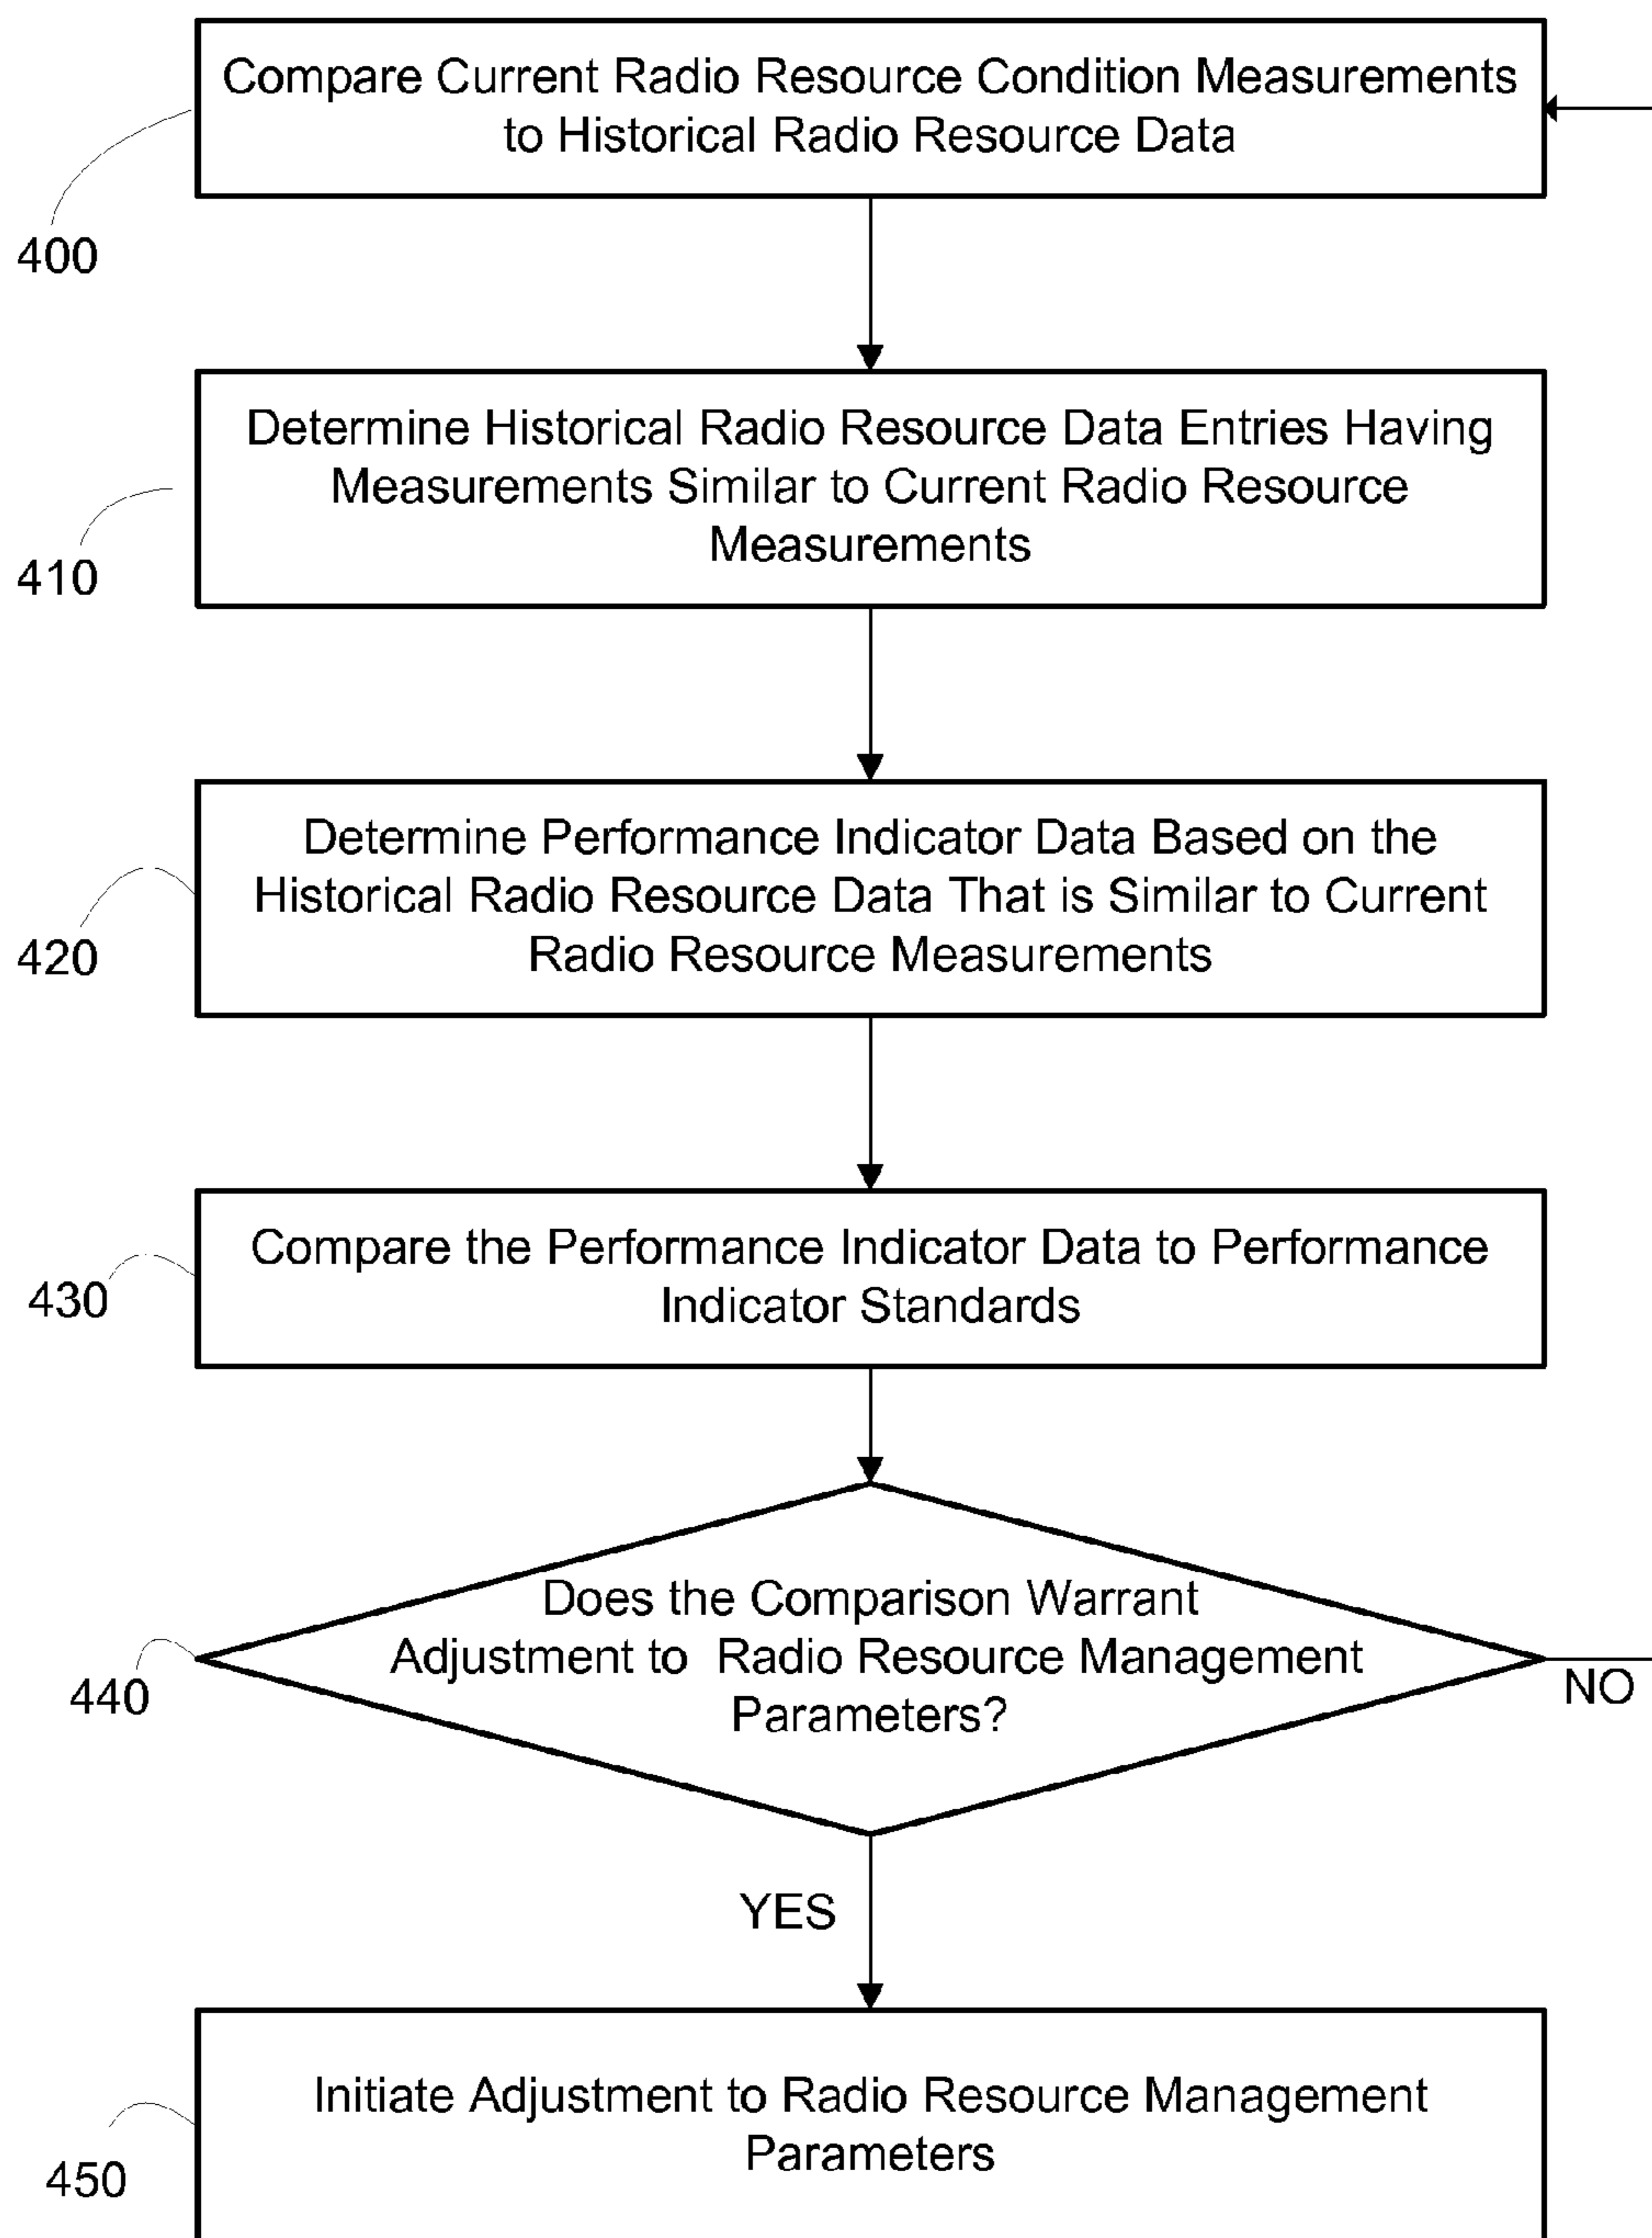 Compare Current Radio Resource Condition Measurements
to Historical Radio Resource Data
400
Determine Historical Radio Resource Data Entries Having
Measurements Similar to Current Radio Resource
Measurements
410
Determine Performance Indicator Data Based on the
Historical Radio Resource Data That is Similar to Current
Radio Resource Measurements
420
Compare the Performance Indicator Data to Performance
Indicator Standards
430
Does the Comparison Warrant
Adjustment to Radio Resource Management
Parameters?
440
NO
YES
Initiate Adjustment to Radio Resource Management
Parameters
450